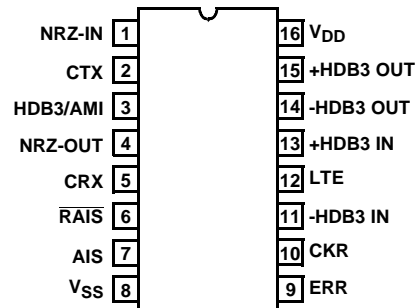 NRZ-IN 1
CTX 2
HDB3/AMI 3
NRZ-OUT 4
CRX 5
RAIS 6
AIS 7
VSS 8
16 VDD
15 +HDB3 OUT
14 -HDB3 OUT
13 +HDB3 IN
12 LTE
11 -HDB3 IN
10 CKR
9 ERR